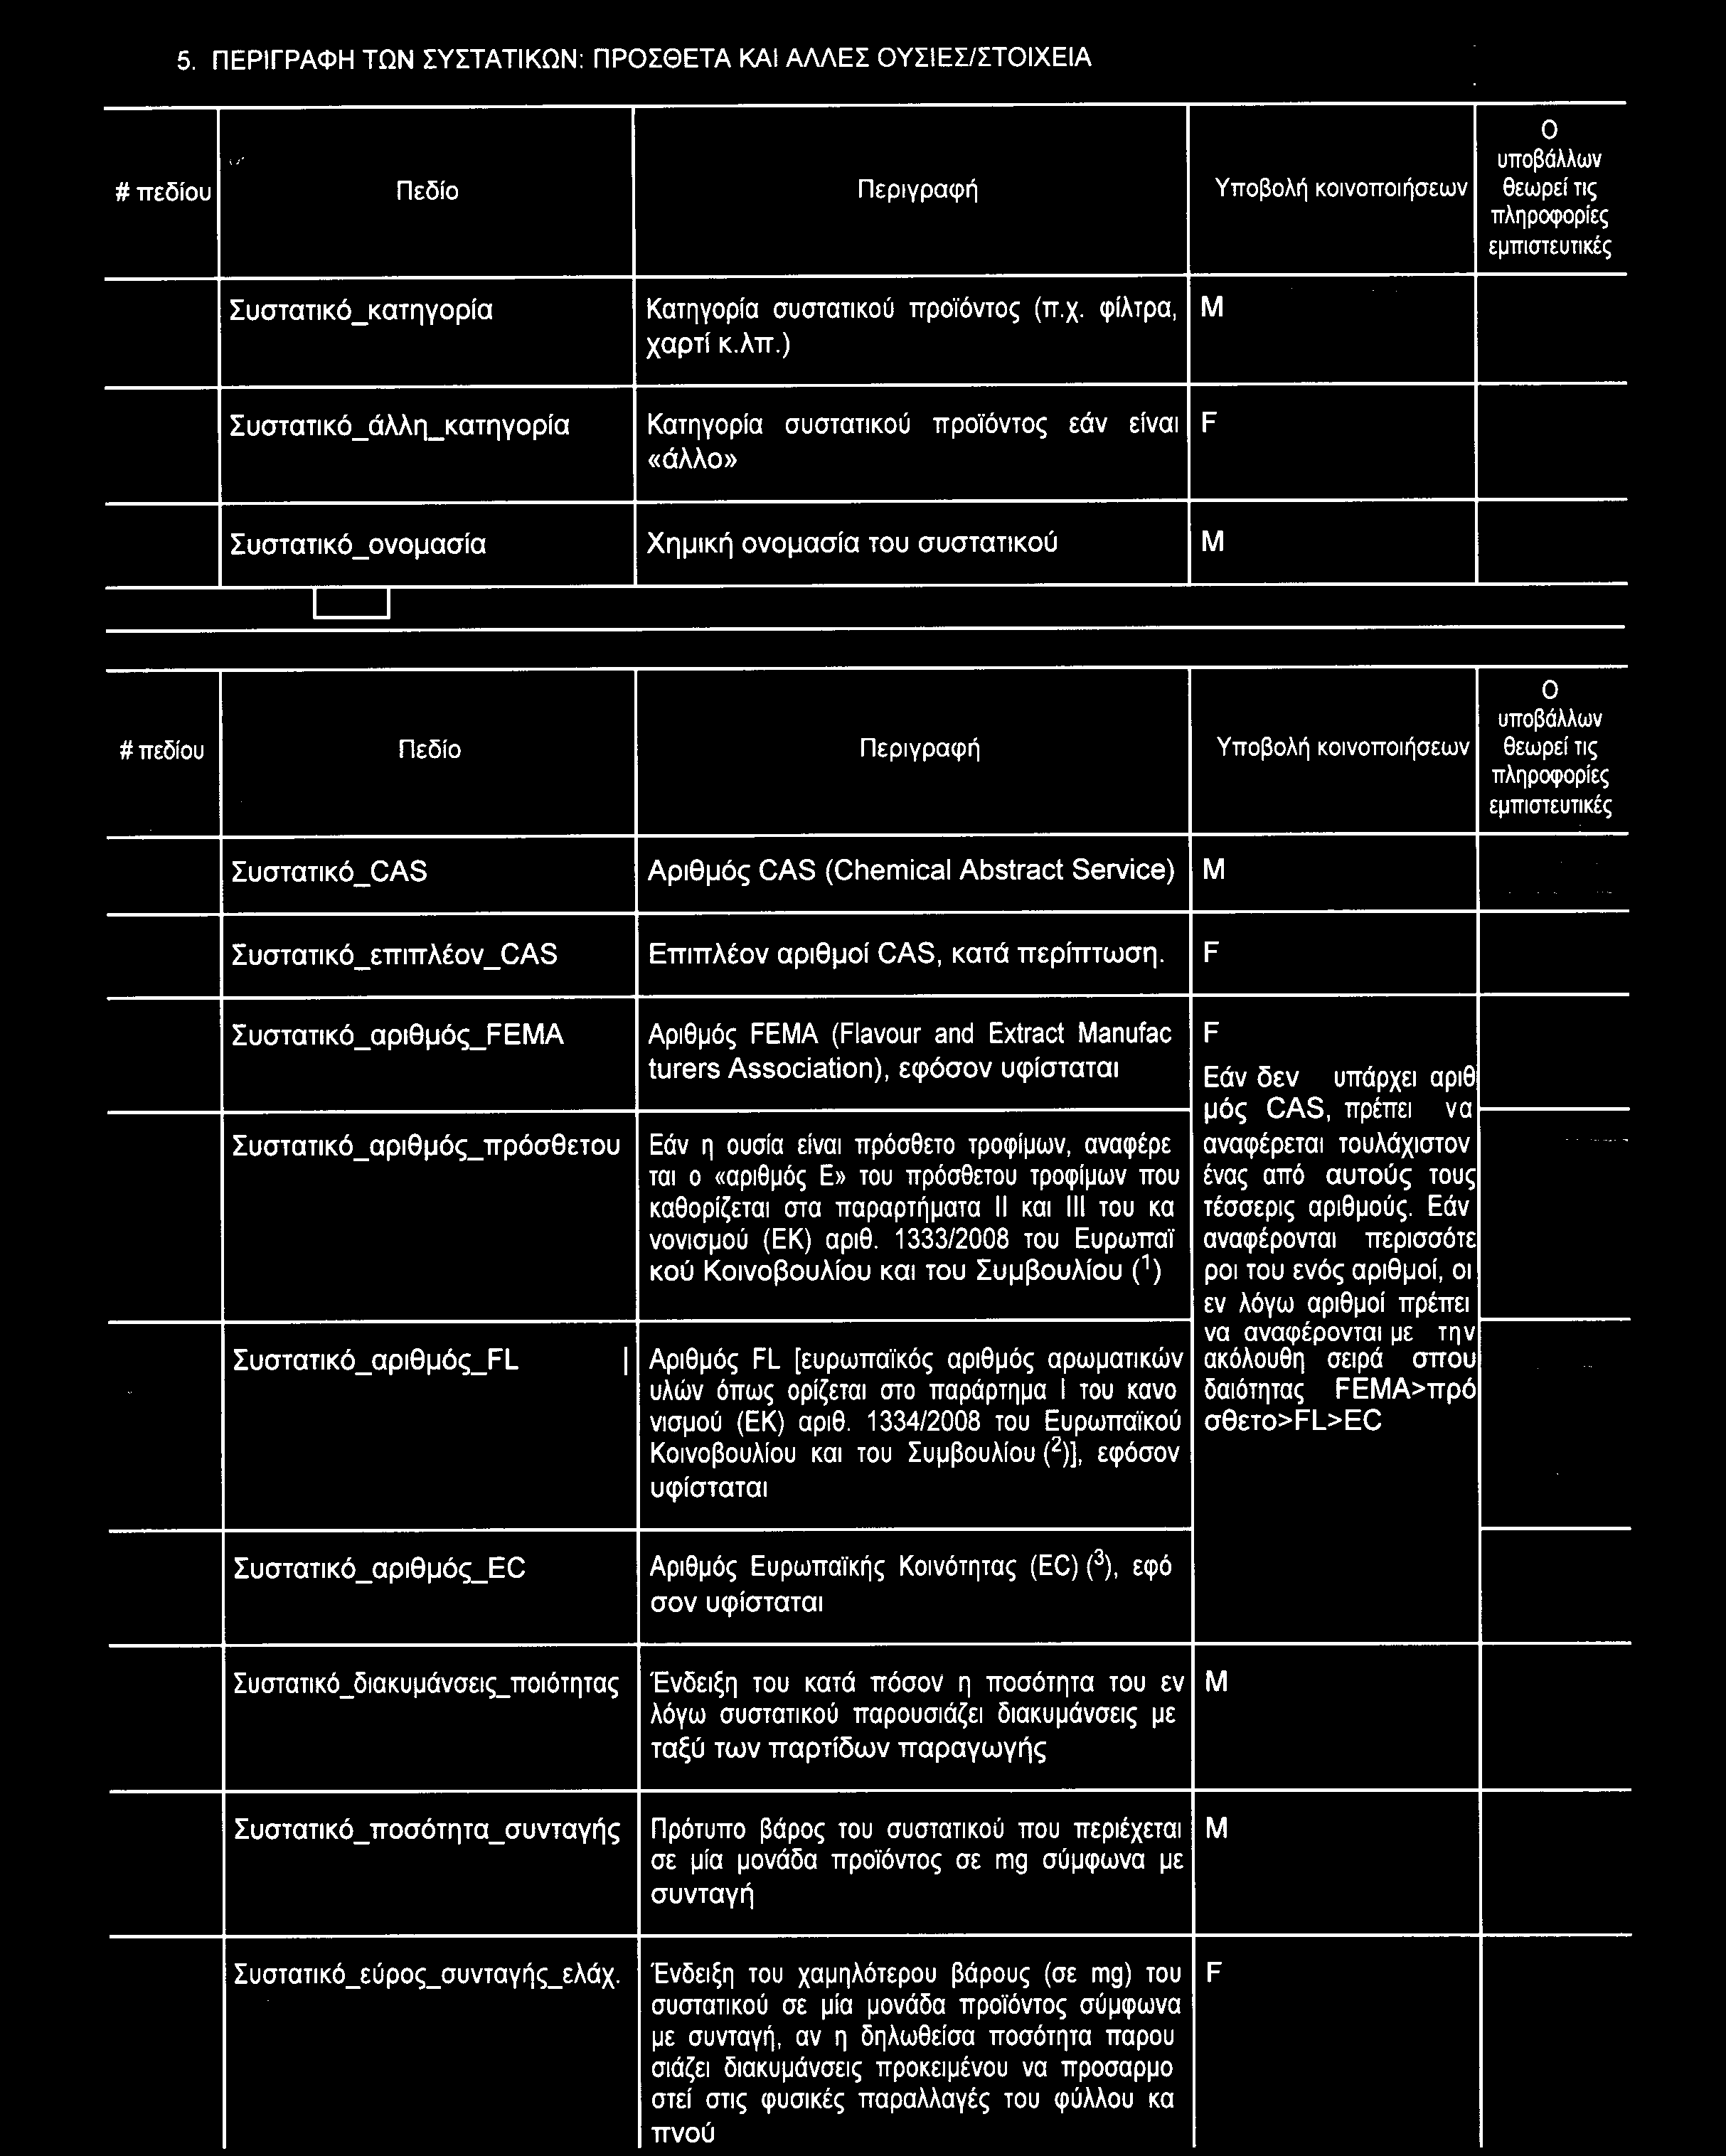 5. ΠΕΡΙΓΡΑΦΗ ΤΩΝ ΣΥΣΤΑΤΙΚΩΝ: ΠΡΟΣΘΕΤΑ ΚΑΙ ΑΛΛΕΣ ΟΥΣΙΕΣ/ΣΤΟΙΧΕΙΑ
# πεδίου
Πεδίο
Περιγραφή
Υποβολή κοινοποιήσεων
Ο
υποβάλλων
θεωρεί τις
πληροφορίες
εμπιστευτικές
Συστατικό_κατηγορία
Κατηγορία συστατικού προϊόντος (π.χ. φίλτρα,
χαρτί κ.λπ.)
M
Συστατικό_άλλη_κατηγορία
Κατηγορία συστατικού προϊόντος εάν είναι
«άλλο»
F
Συστατικό_ονομασία
Χημική ονομασία του συστατικού
M
# πεδίου
Πεδίο
Περιγραφή
Υποβολή κοινοποιήσεων
Ο
υποβάλλων
θεωρεί τις
πληροφορίες
εμπιστευτικές
Συστατικό_CAS
Αριθμός CAS (Chemical Abstract Service)
M
Συστατικό_επιπλέον_CAS
Επιπλέον αριθμοί CAS, κατά περίπτωση.
F
Συστατικό_αριθμός_FEMA
Αριθμός FEMA (Flavour and Extract Manufac
turers Association), εφόσον υφίσταται
F
Εάν δεν υπάρχει αριθ
μός CAS, πρέπει να
αναφέρεται τουλάχιστον
ένας από αυτούς τους
τέσσερις αριθμούς. Εάν
αναφέρονται περισσότε
ροι του ενός αριθμοί, οι
εν λόγω αριθμοί πρέπει
να αναφέρονται με την
ακόλουθη σειρά σπου
δαιότητας FEMA>πρό
σθετο>FL>EC
Συστατικό_αριθμός_πρόσθετου
Εάν η ουσία είναι πρόσθετο τροφίμων, αναφέρε
ται ο «αριθμός Ε» του πρόσθετου τροφίμων που
καθορίζεται στα παραρτήματα II και III του κα
νονισμού (ΕΚ) αριθ. 1333/2008 του Ευρωπαϊ
κού Κοινοβουλίου και του Συμβουλίου (1)
Συστατικό_αριθμός_FL
Αριθμός FL [ευρωπαϊκός αριθμός αρωματικών
υλών όπως ορίζεται στο παράρτημα I του κανο
νισμού (ΕΚ) αριθ. 1334/2008 του Ευρωπαϊκού
Κοινοβουλίου και του Συμβουλίου (2)], εφόσον
υφίσταται
Συστατικό_αριθμός_EC
Αριθμός Ευρωπαϊκής Κοινότητας (EC) (3), εφό
σον υφίσταται
Συστατικό_διακυμάνσεις_ποιότητας
Ένδειξη του κατά πόσον η ποσότητα του εν
λόγω συστατικού παρουσιάζει διακυμάνσεις με
ταξύ των παρτίδων παραγωγής
M
Συστατικό_ποσότητα_συνταγής
Πρότυπο βάρος του συστατικού που περιέχεται
σε μία μονάδα προϊόντος σε mg σύμφωνα με
συνταγή
M
Συστατικό_εύρος_συνταγής_ελάχ.
Ένδειξη του χαμηλότερου βάρους (σε mg) του
συστατικού σε μία μονάδα προϊόντος σύμφωνα
με συνταγή, αν η δηλωθείσα ποσότητα παρου
σιάζει διακυμάνσεις προκειμένου να προσαρμο
στεί στις φυσικές παραλλαγές του φύλλου κα
πνού
F